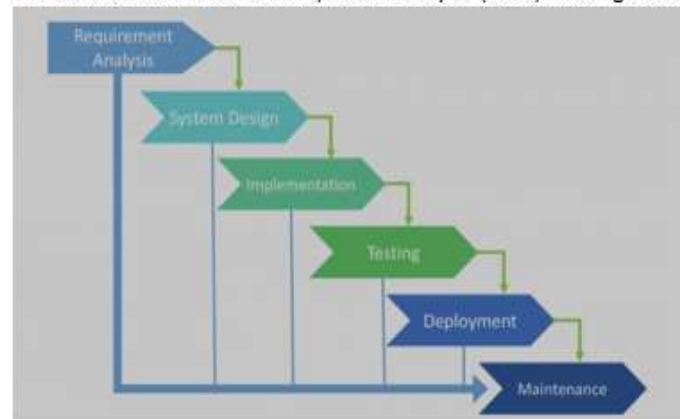 Requirement
Analysis
System Design
Implementation
Testing
Deployment
Maintenance